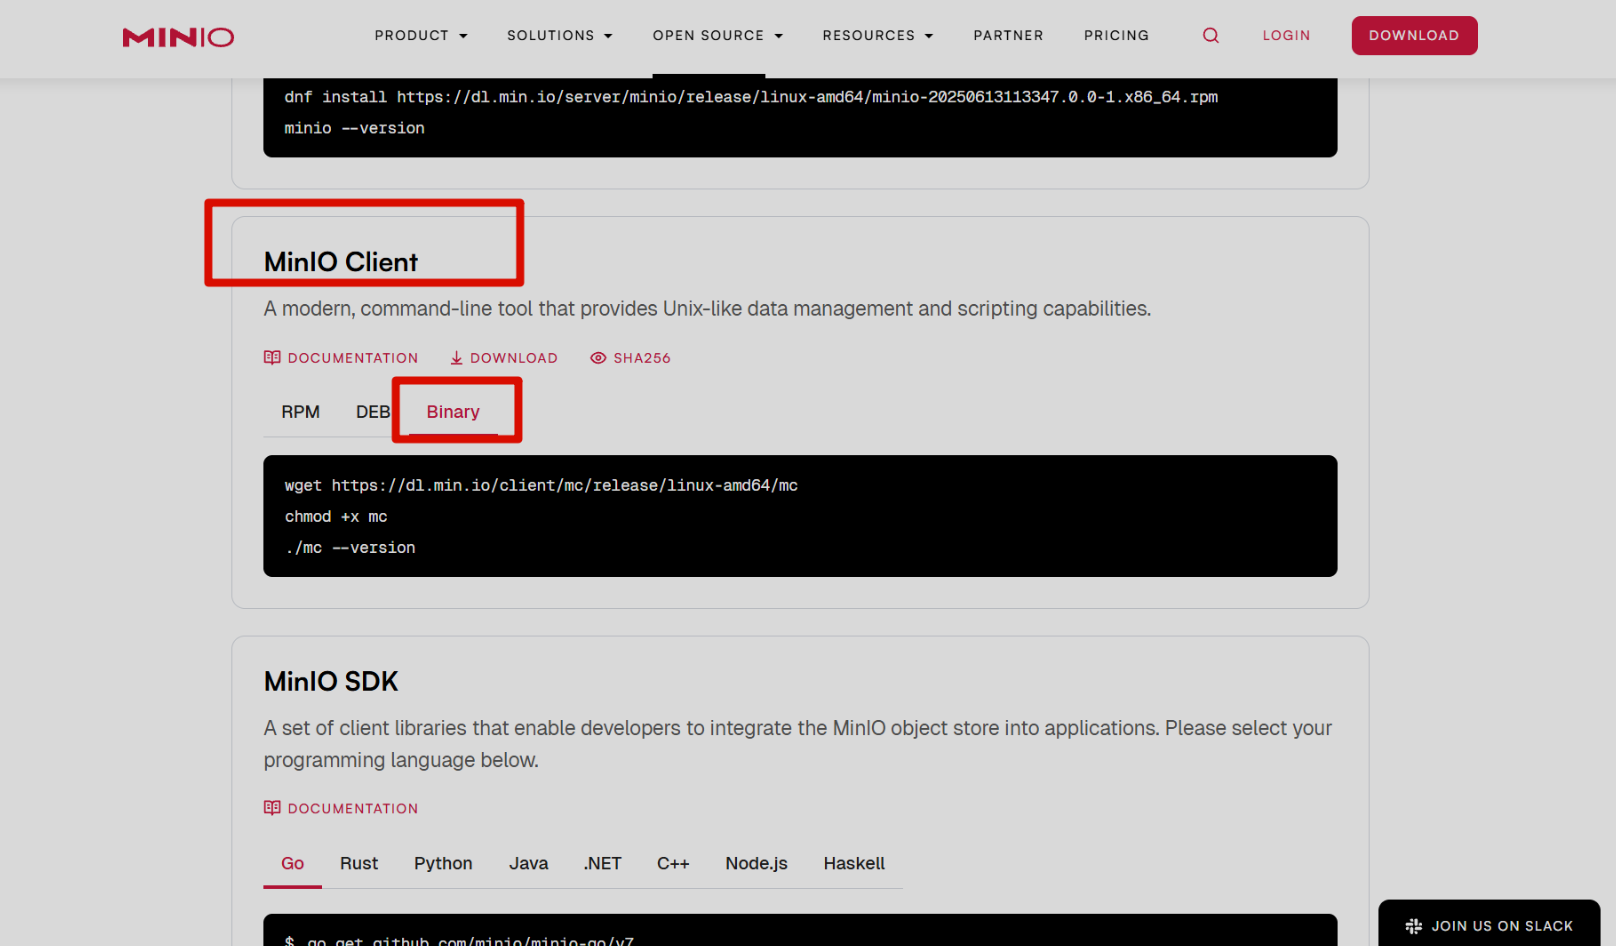 MINIO
PRODUCT SOLUTIONS OPEN SOURCE RESOURCES PARTNER PRICING LOGIN DOWNLOAD
dnf install https://dl.min.io/server/minio/release/linux-amd64/minio-20250613113347.0.0-1.x86_64.rpm
minio --version
MinIO Client
A modern, command-line tool that provides Unix-like data management and scripting capabilities.
DOCUMENTATION DOWNLOAD SHA256
RPM DEB Binary
wget https://dl.min.io/client/mc/release/linux-amd64/mc
chmod +x mc
./mc --version
MinIO SDK
A set of client libraries that enable developers to integrate the MinIO object store into applications. Please select your
programming language below.
DOCUMENTATION
Go Rust Python Java .NET C++ Node.js Haskell
$ go get github.com/minio/minio-go/v7
JOIN US ON SLACK